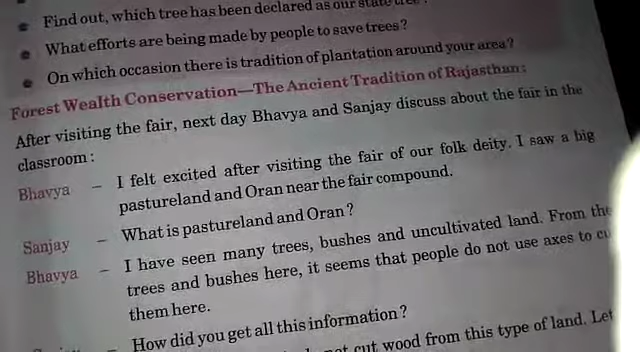 Find out, which tree has been declared as our state tree?
What efforts are being made by people to save trees?
On which occasion there is tradition of plantation around your area?
Forest Wealth Conservation—The Ancient Tradition of Rajasthan:
After visiting the fair, next day Bhavya and Sanjay discuss about the fair in the
classroom:
Bhavya – I felt excited after visiting the fair of our folk deity. I saw a big
pastureland and Oran near the fair compound.
Sanjay – What is pastureland and Oran?
Bhavya – I have seen many trees, bushes and uncultivated land. From the
trees and bushes here, it seems that people do not use axes to cu
them here.
– How did you get all this information?
not cut wood from this type of land. Let